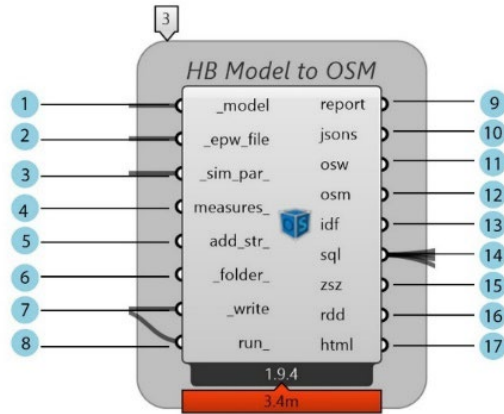 3
HB Model to OSM
1 _model report 9
2 _epw_file jsons 10
3 _sim_par_ osw 11
4 measures_ osm 12
5 add_str_ idf 13
6 _folder_ sql 14
7 _write zsz 15
8 run_ rdd 16
html 17
OS
1.9.4
3.4m